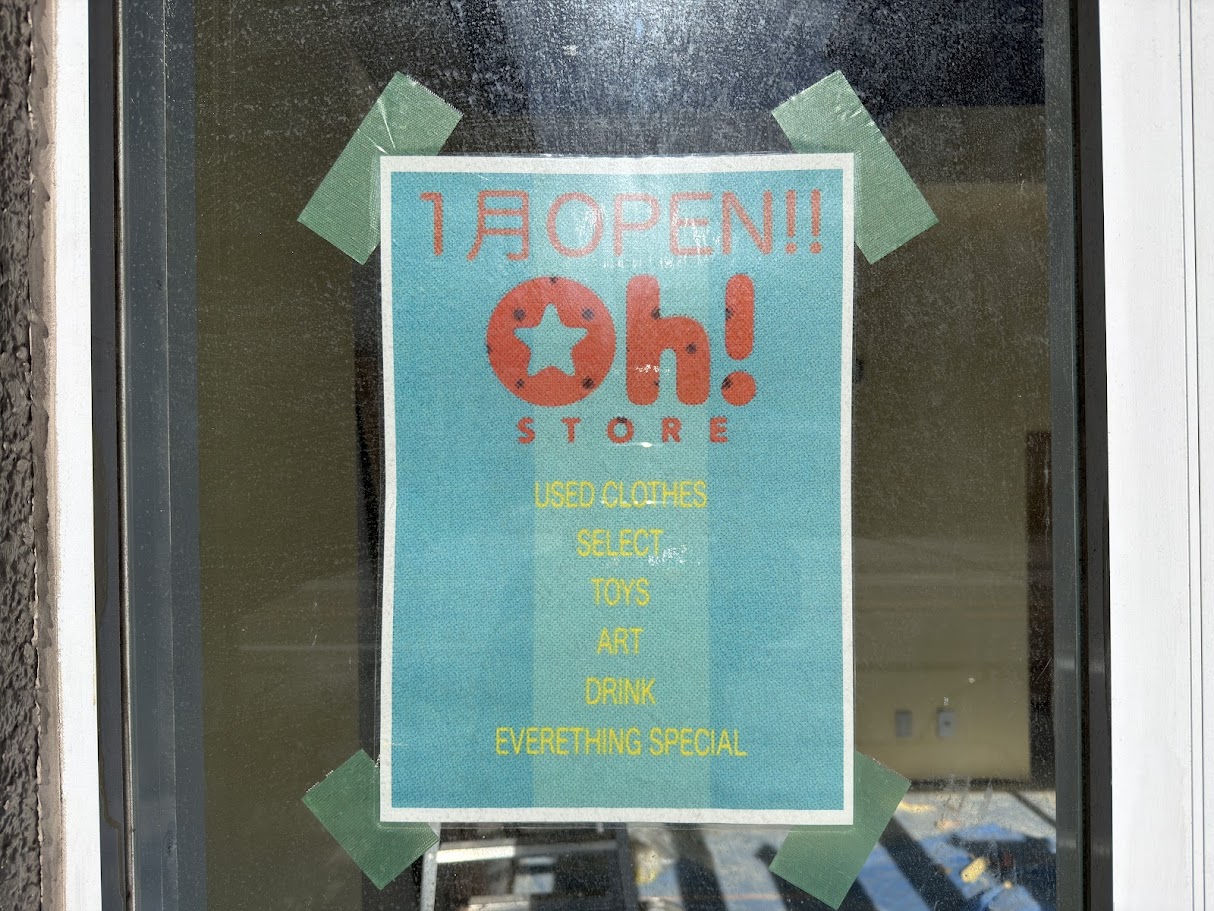 1月OPEN!!
Oh!
STORE
USED CLOTHES
SELECT
TOYS
ART
DRINK
EVERETHING SPECIAL